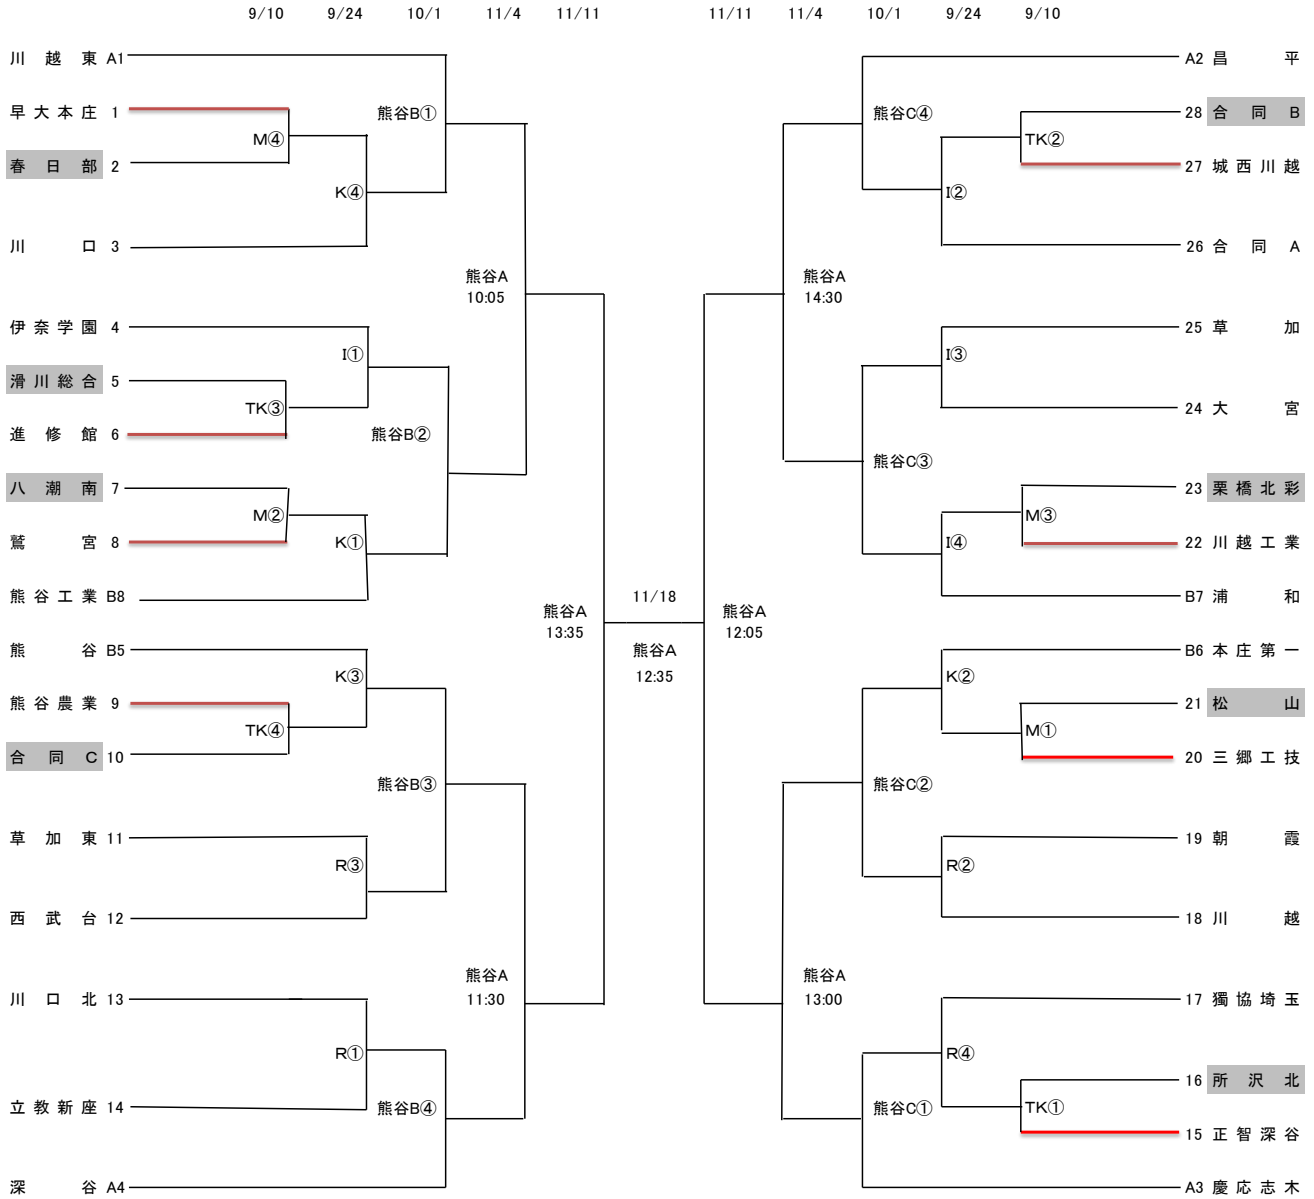 9/10 9/24 10/1 11/4 11/11 11/11 11/4 10/1 9/24 9/10
川越東 A1
早大本庄 1
春日部 2
川口 3
伊奈学園 4
滑川総合 5
進修館 6
八潮南 7
鷲宮 8
熊谷工業 B8
熊谷 B5
熊谷農業 9
合同C 10
草加東 11
西武台 12
川口北 13
立教新座 14
深谷 A4
M④
TK③
M②
TK④
K④
I①
K①
K③
R③
R①
熊谷B①
熊谷B②
熊谷B③
熊谷B④
熊谷A
10:05
熊谷A
11:30
熊谷A
13:35
11/18
熊谷A
12:35
熊谷A
12:05
熊谷A
14:30
熊谷A
13:00
熊谷C④
熊谷C③
熊谷C②
熊谷C①
I②
I③
I④
K②
R②
R④
TK②
M③
M①
TK①
A2 昌平
28 合同B
27 城西川越
26 合同A
25 草加
24 大宮
23 栗橋北彩
22 川越工業
B7 浦和
B6 本庄第一
21 松山
20 三郷工技
19 朝霞
18 川越
17 獨協埼玉
16 所沢北
15 正智深谷
A3 慶応志木